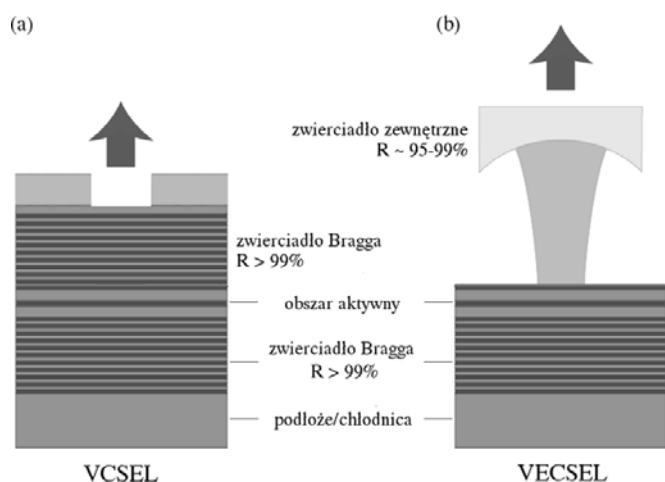 (a)
(b)
zwierciadło zewnętrzne
R ~ 95-99%
zwierciadło Bragga
R > 99%
obszar aktywny
zwierciadło Bragga
R > 99%
podłoże/chłodnica
VCSEL
VECSEL